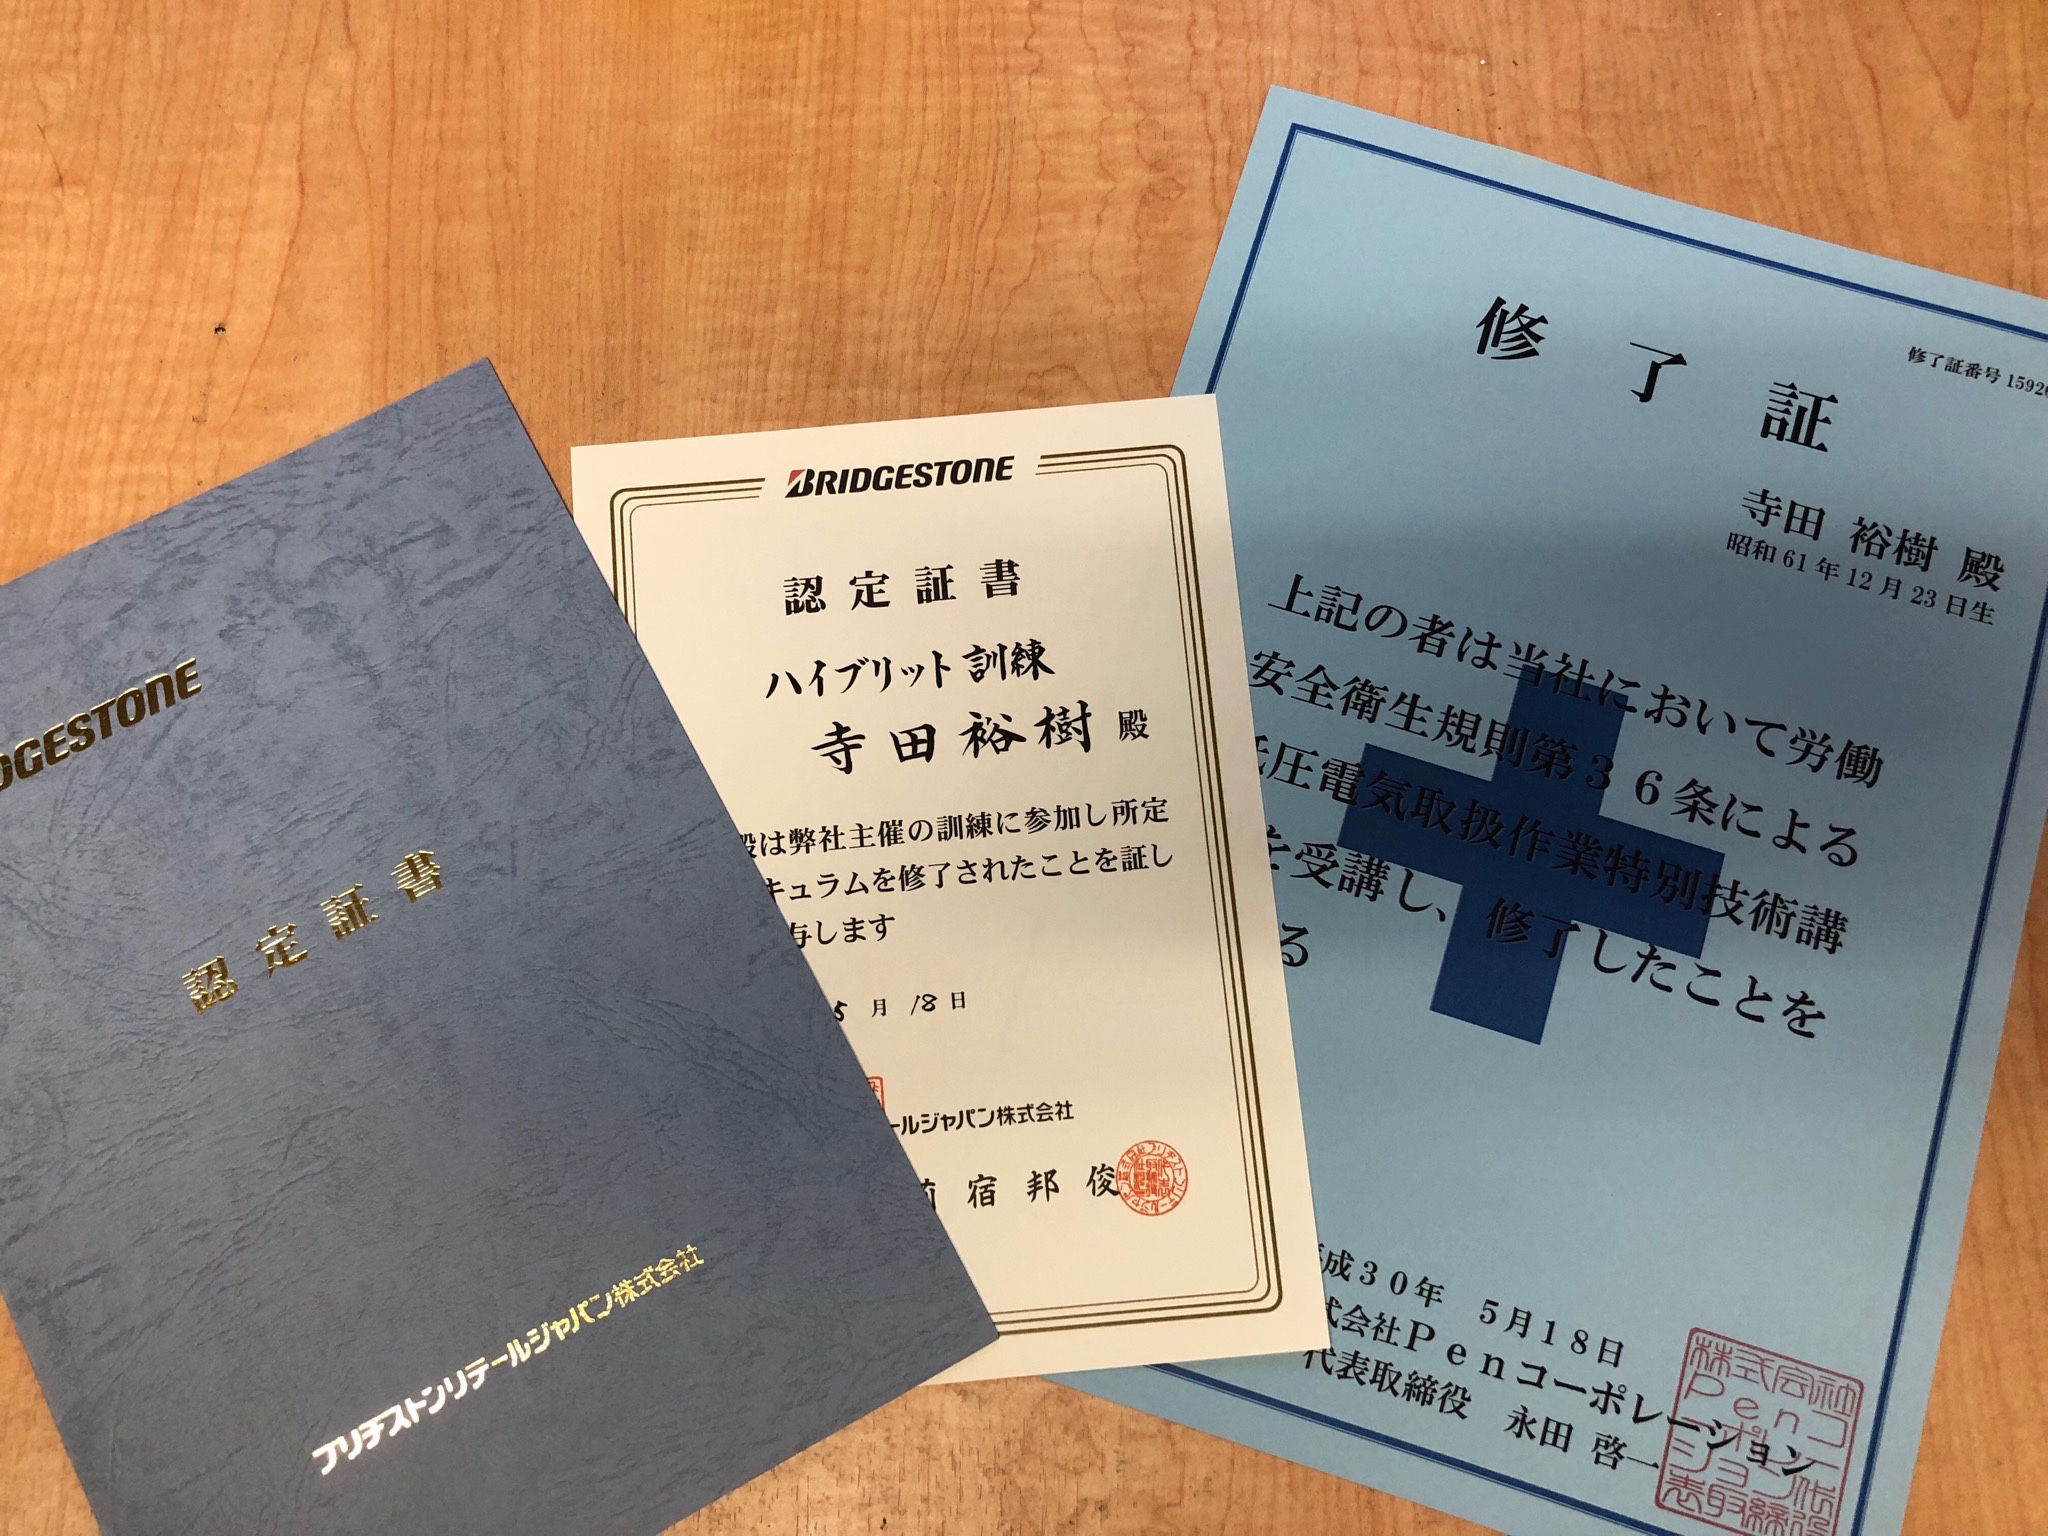 DGESTONE
認定証書
ブリヂストンリテールジャパン株式会社
BRIDGESTONE
認定証書
ハイブリット訓練
寺田裕樹 殿
殿は弊社主催の訓練に参加し所定
キュラムを修了されたことを証し
与します
5月18日
ールジャパン株式会社
宿邦俊
修了証
修了証番号1592
寺田 裕樹 殿
昭和61年12月23日生
上記の者は当社において労働
安全衛生規則第36条による
低圧電気取扱作業特別技術講
を受講し、修了したことを
る
平成30年 5月18日
式会社Penコーポレーション
代表取締役 永田 啓一